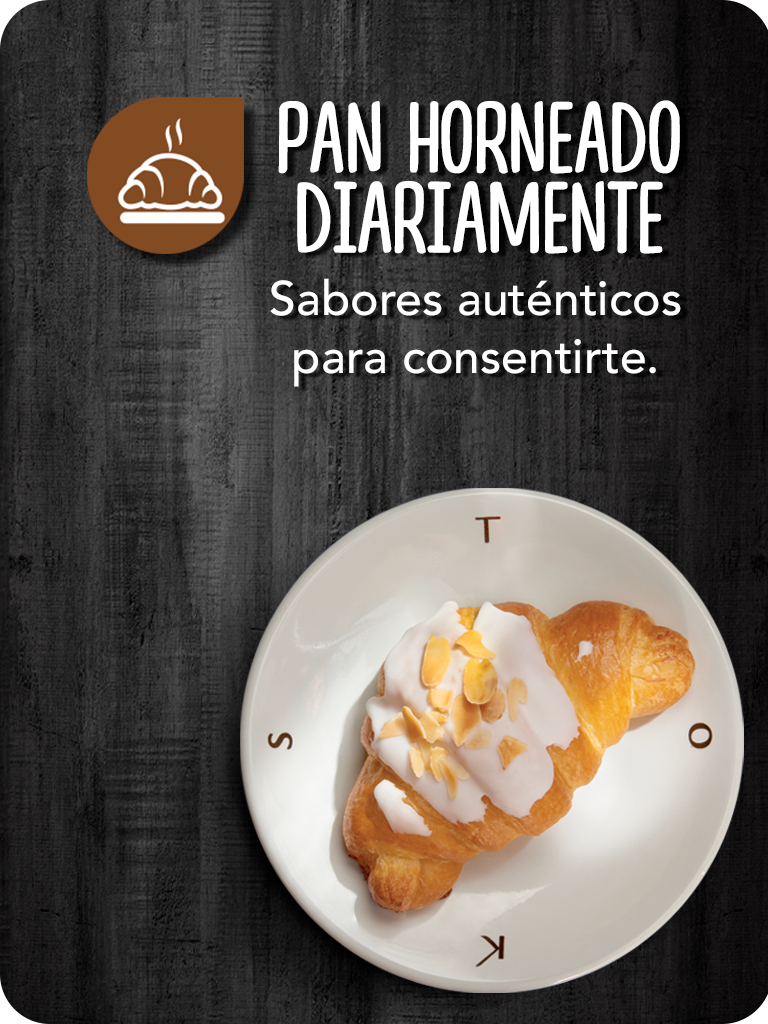 PAN HORNEADO
DIARIAMENTE
Sabores auténticos
para consentirte.
T
S
O
K